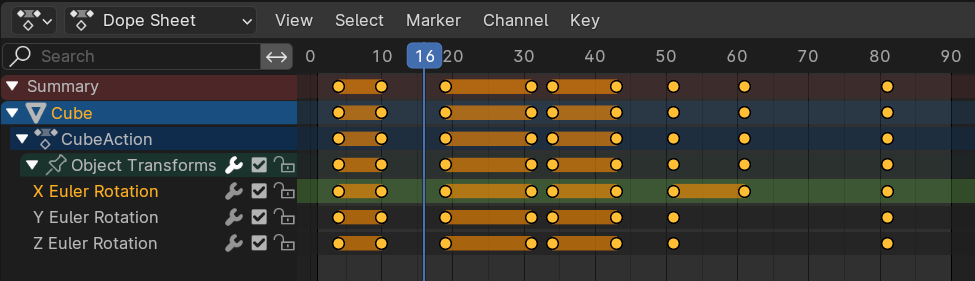 Dope Sheet View Select Marker Channel Key
Search 0 10 16 20 30 40 50 60 70 80 90
Summary
Cube
CubeAction
Object Transforms
X Euler Rotation
Y Euler Rotation
Z Euler Rotation